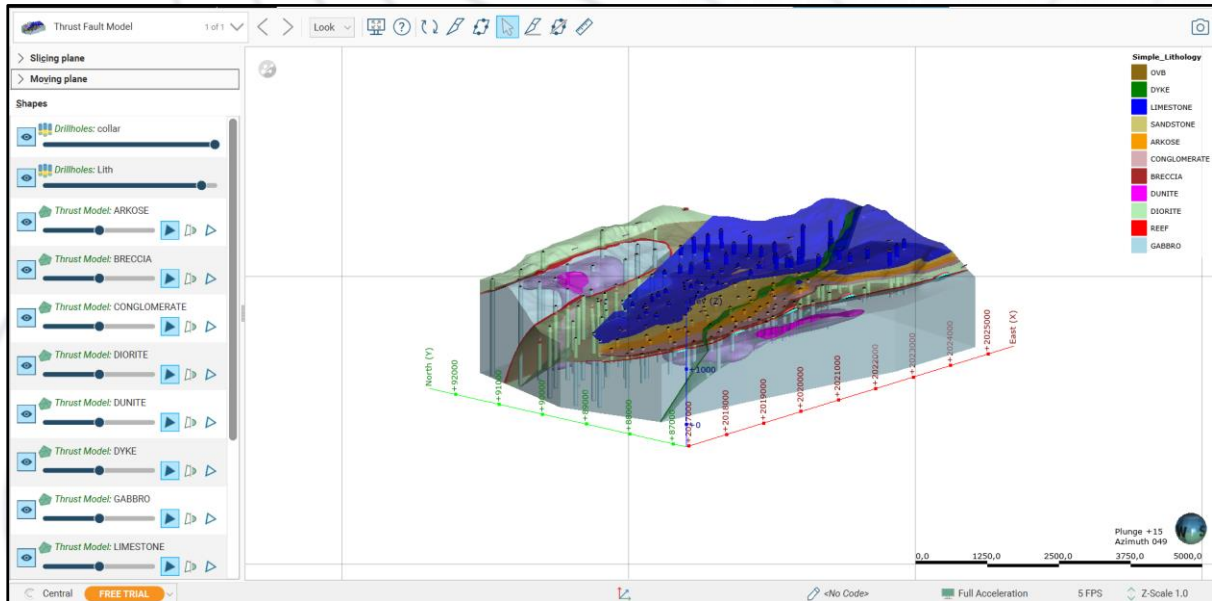 Thrust Fault Model
1 of 1
Look
Slicing plane
Moving plane
Shapes
Drillholes: collar
Drillholes: Lith
Thrust Model: ARKOSE
Thrust Model: BRECCIA
Thrust Model: CONGLOMERATE
Thrust Model: DIORITE
Thrust Model: DUNITE
Thrust Model: DYKE
Thrust Model: GABBRO
Thrust Model: LIMESTONE
Simple_Lithology
OVB
DYKE
LIMESTONE
SANDSTONE
ARKOSE
CONGLOMERATE
BRECCIA
DUNITE
DIORITE
REEF
GABBRO
North (Y)
+92000
+91000
+90000
+89000
+88000
+87000
(Z)
+1000
+0
+2017000
+2018000
+2019000
+2020000
+2021000
+2022000
+2023000
+2024000
+2025000
East (X)
Plunge +15
Azimuth 049
W S
0,0 1250,0 2500,0 3750,0 5000,0
Central
FREE TRIAL
<No Code>
Full Acceleration
5 FPS
Z-Scale 1.0